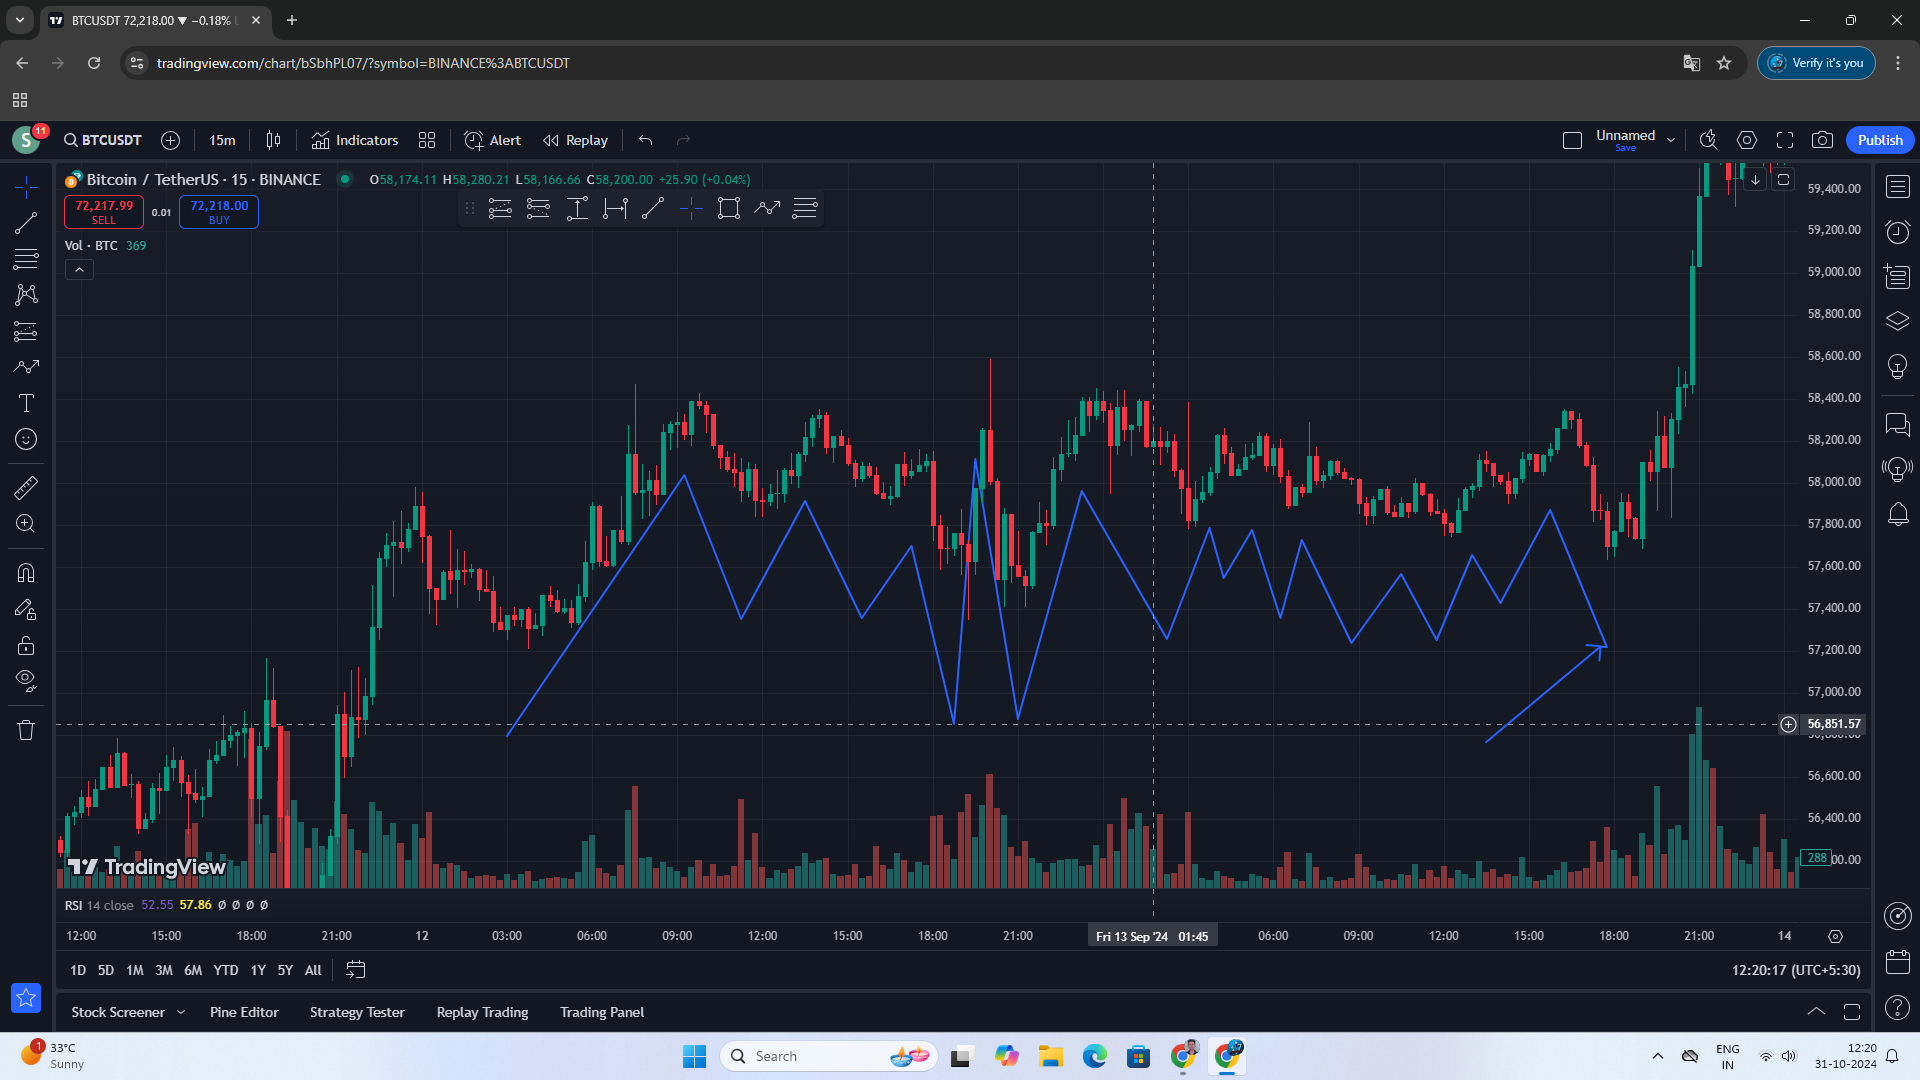 BTCUSDT 72,218.00 ▼ −0.18%
tradingview.com/chart/bSbhPL07/?symbol=BINANCE%3ABTCUSDT
Verify it's you
S
11
BTCUSDT
15m
Indicators
Alert
Replay
Unnamed
Save
Publish
Bitcoin / TetherUS · 15 · BINANCE
O58,174.11 H58,280.21 L58,166.66 C58,200.00 +25.90 (+0.04%)
72,217.99
SELL
0.01
72,218.00
BUY
Vol · BTC 369
59,400.00
59,200.00
59,000.00
58,800.00
58,600.00
58,400.00
58,200.00
58,000.00
57,800.00
57,600.00
57,400.00
57,200.00
57,000.00
56,851.57
56,600.00
56,400.00
288
00.00
TradingView
RSI 14 close 52.55 57.86 Ø Ø Ø Ø
12:00 15:00 18:00 21:00 12 03:00 06:00 09:00 12:00 15:00 18:00 21:00 Fri 13 Sep '24 01:45 06:00 09:00 12:00 15:00 18:00 21:00 14
1D 5D 1M 3M 6M YTD 1Y 5Y All
12:20:17 (UTC+5:30)
Stock Screener Pine Editor Strategy Tester Replay Trading Trading Panel
1
33°C
Sunny
Search
ENG
IN
12:20
31-10-2024